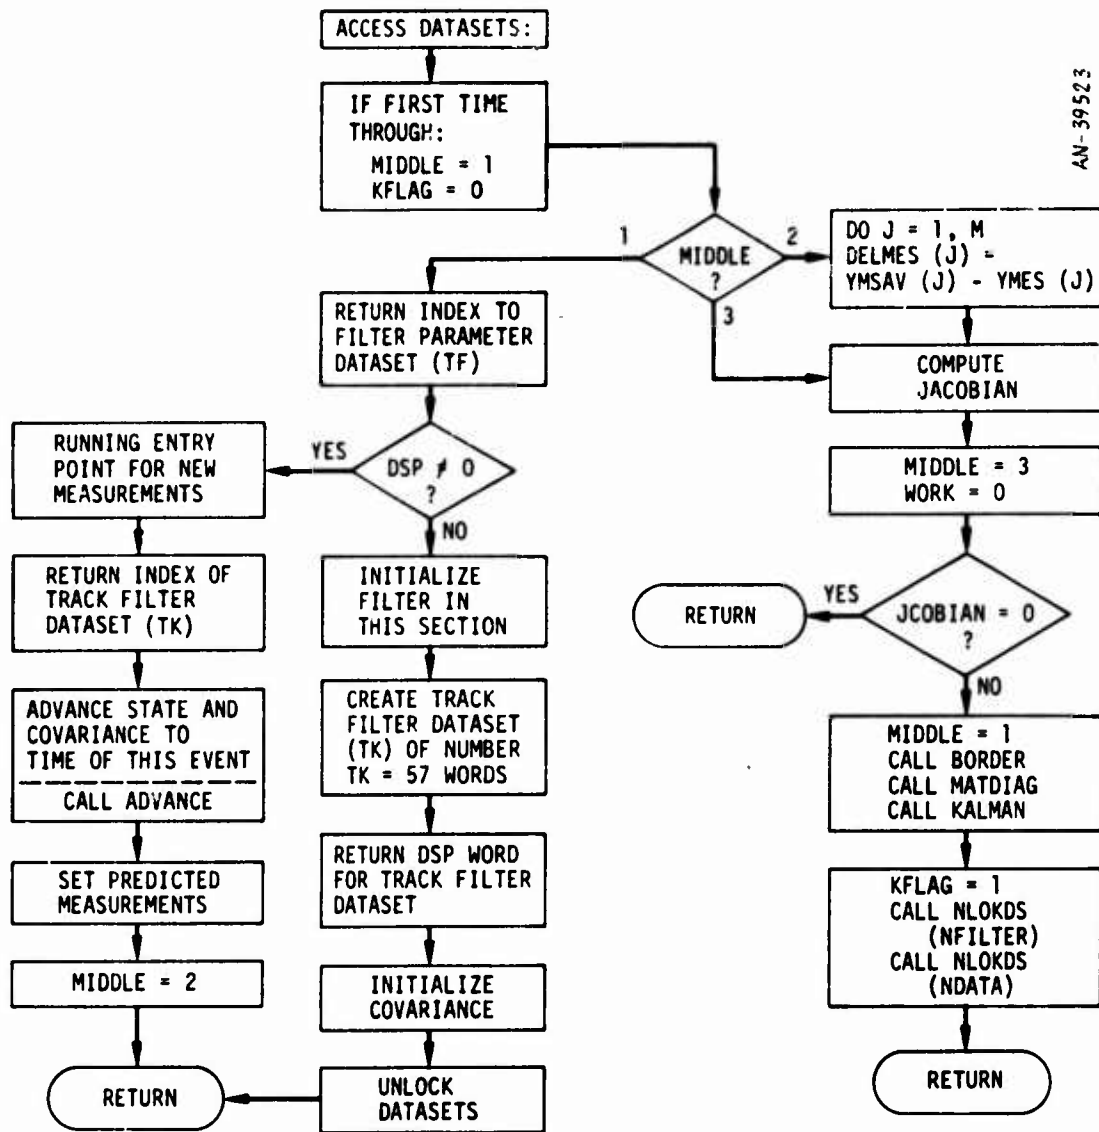 ACCESS DATASETS:
IF FIRST TIME
THROUGH:
MIDDLE = 1
KFLAG = 0
AN-39523
1
MIDDLE
?
2
3
DO J = 1, M
DELMES (J) =
YMSAV (J) - YMES (J)
RETURN INDEX TO
FILTER PARAMETER
DATASET (TF)
COMPUTE
JACOBIAN
DSP ≠ 0
?
YES
NO
RUNNING ENTRY
POINT FOR NEW
MEASUREMENTS
MIDDLE = 3
WORK = 0
RETURN INDEX OF
TRACK FILTER
DATASET (TK)
INITIALIZE
FILTER IN
THIS SECTION
JCOBIAN = 0
?
YES
RETURN
NO
ADVANCE STATE AND
COVARIANCE TO
TIME OF THIS EVENT
CALL ADVANCE
CREATE TRACK
FILTER DATASET
(TK) OF NUMBER
TK = 57 WORDS
MIDDLE = 1
CALL BORDER
CALL MATDIAG
CALL KALMAN
SET PREDICTED
MEASUREMENTS
RETURN DSP WORD
FOR TRACK FILTER
DATASET
KFLAG = 1
CALL NLOKDS
(NFILTER)
CALL NLOKDS
(NDATA)
MIDDLE = 2
INITIALIZE
COVARIANCE
RETURN
UNLOCK
DATASETS
RETURN